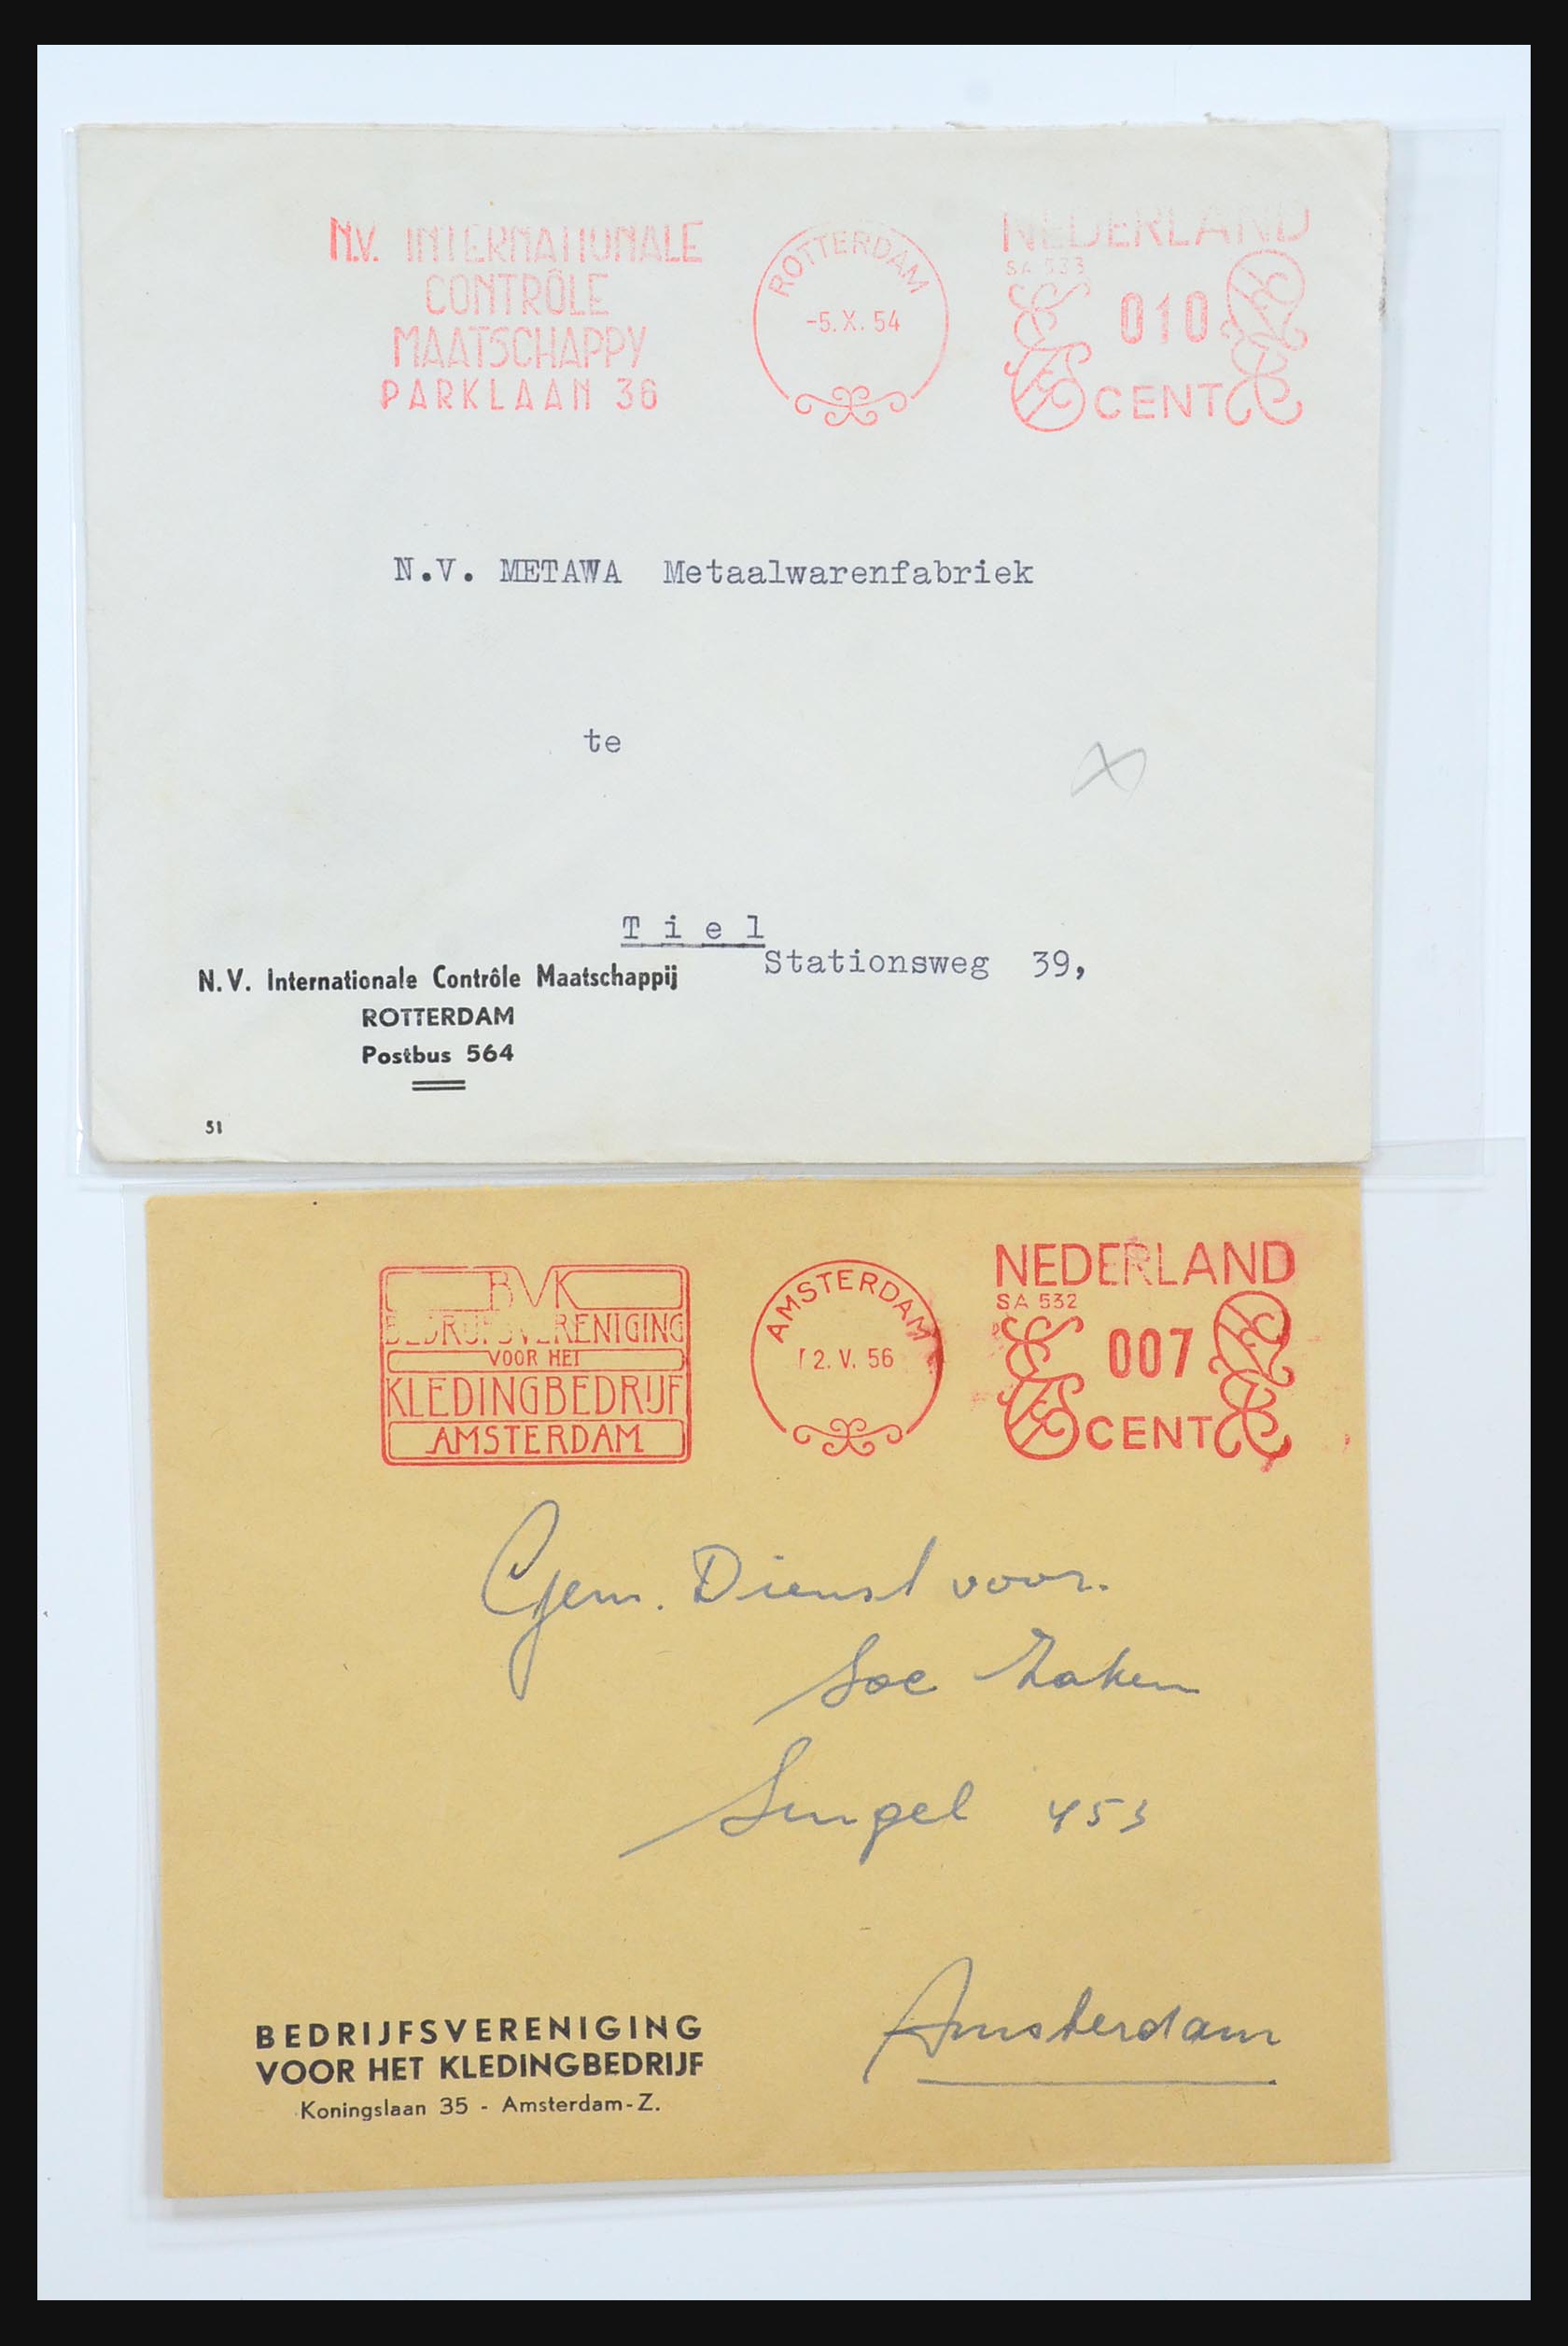 N.V. INTERNATIONALE
CONTRÔLE
MAATSCHAPPY
PARKLAAN 36
ROTTERDAM
-5.X.54
NEDERLAND
SA 533
010
CENT
N.V. METAWA Metaalwarenfabriek
te
T i e l
Stationsweg 39,
N.V. Internationale Contrôle Maatschappij
ROTTERDAM
Postbus 564
51
BVK
BEDRIJFSVERENIGING
VOOR HET
KLEDINGBEDRIJF
AMSTERDAM
AMSTERDAM
2.V.56
NEDERLAND
SA 532
007
CENT
Gem. Dienst voor.
Soc Zaken
Singel 453
Amsterdam
BEDRIJFSVERENIGING
VOOR HET KLEDINGBEDRIJF
Koningslaan 35 - Amsterdam-Z.